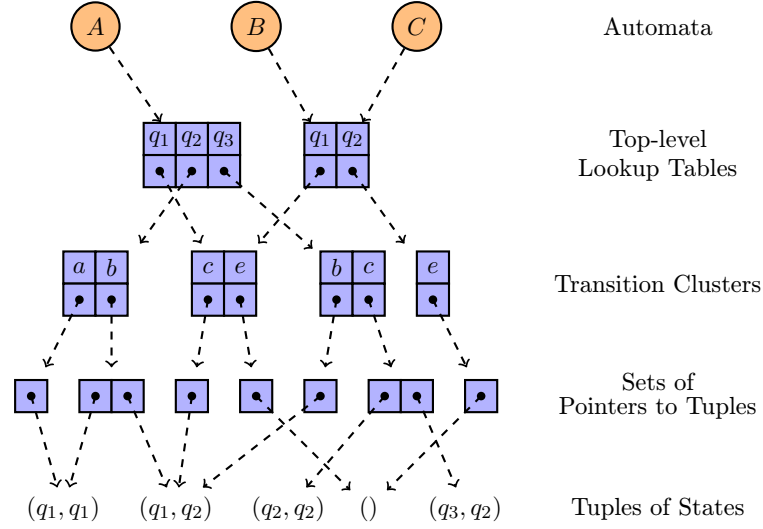 A B C Automata
q₁ q₂ q₃ q₁ q₂ Top-level
Lookup Tables
a b c e b c e Transition Clusters
Sets of
Pointers to Tuples
(q₁, q₁) (q₁, q₂) (q₂, q₂) () (q₃, q₂) Tuples of States